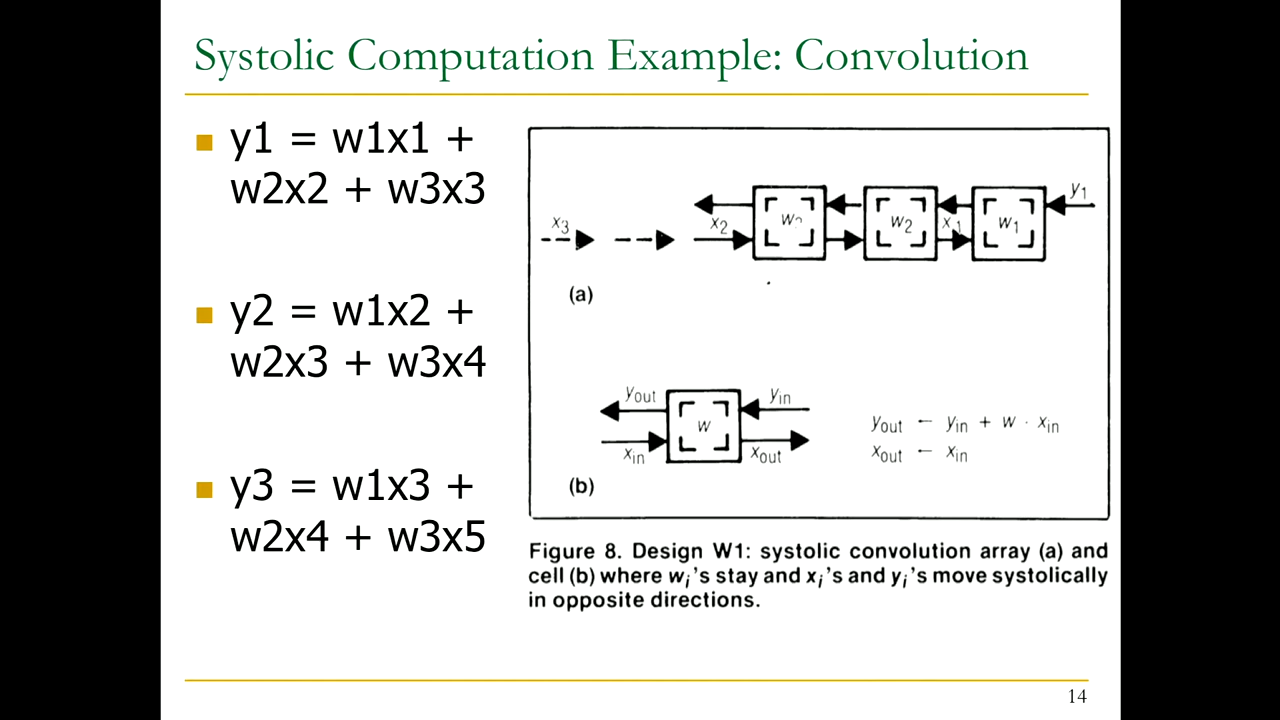 Systolic Computation Example: Convolution
y1 = w1x1 +
w2x2 + w3x3
y2 = w1x2 +
w2x3 + w3x4
y3 = w1x3 +
w2x4 + w3x5
x3
x2
w2
x1
w1
y1
(a)
yout
yin
w
xin
xout
yout ← yin + w · xin
xout ← xin
(b)
Figure 8. Design W1: systolic convolution array (a) and
cell (b) where wi's stay and xi's and yi's move systolically
in opposite directions.
14